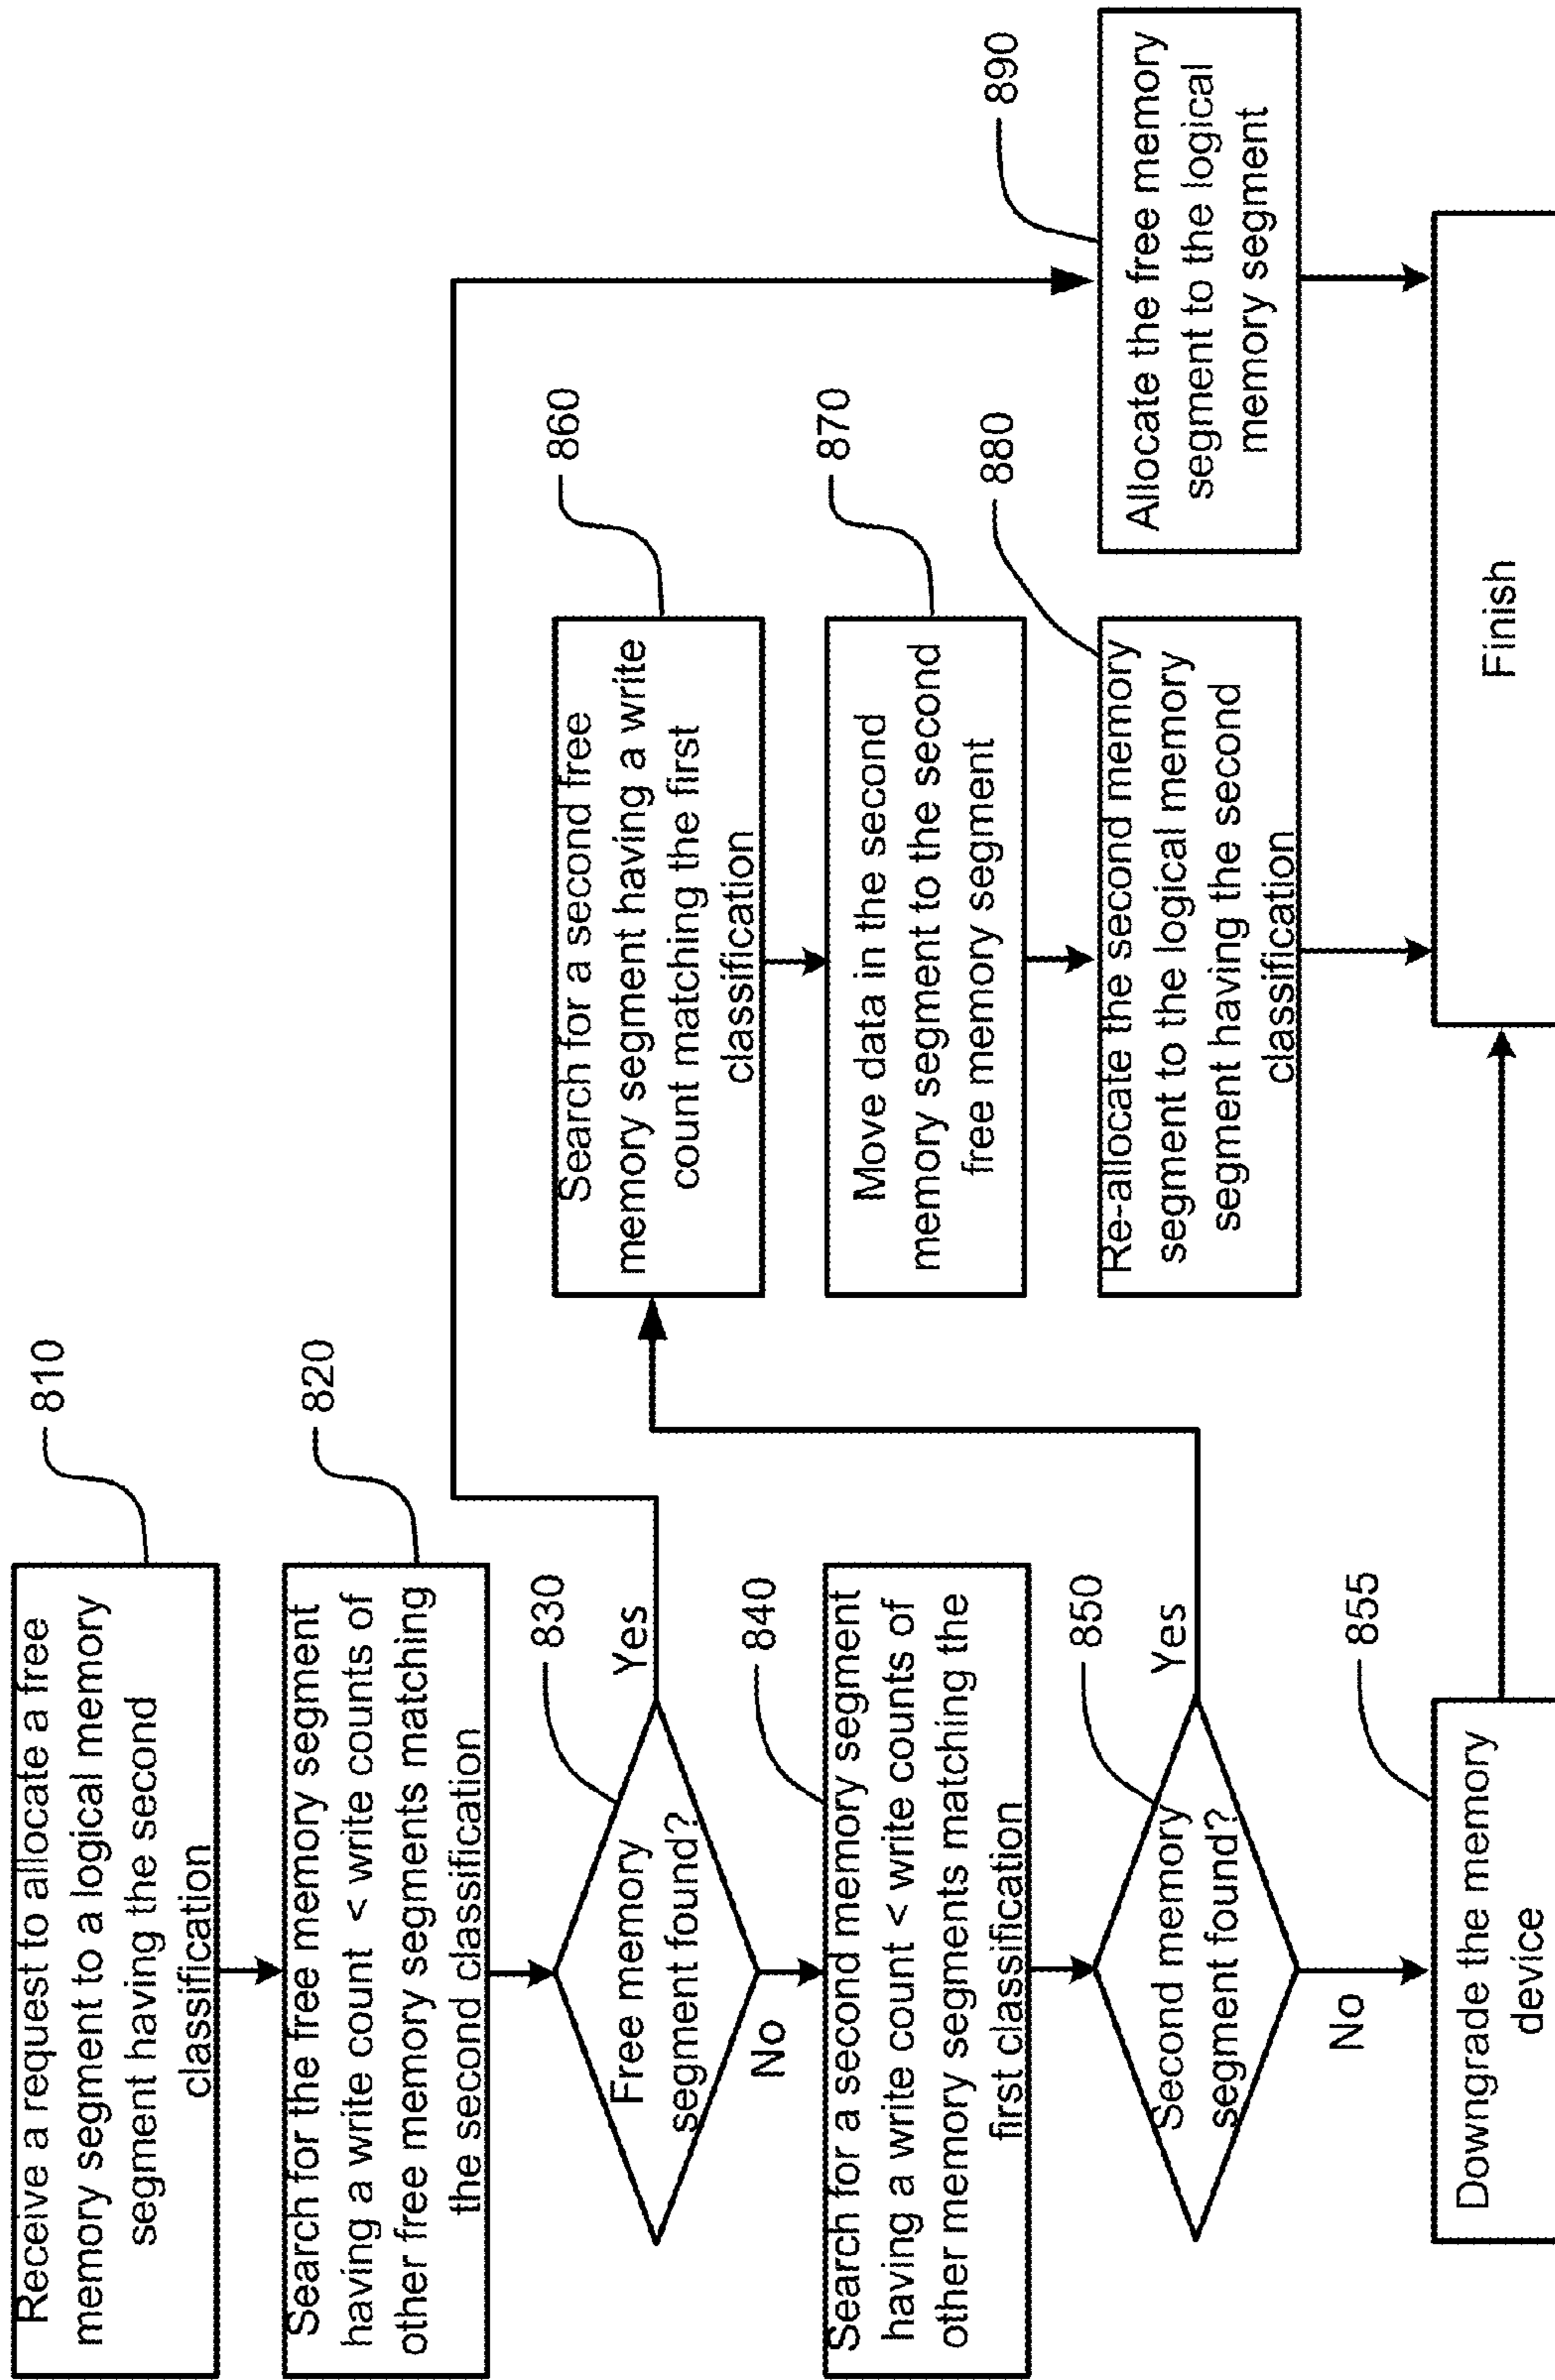 Receive a request to allocate a free
memory segment to a logical memory
segment having the second
classification
810
Search for the free memory segment
having a write count < write counts of
other free memory segments matching
the second classification
820
Free memory
segment found?
830
Yes
No
Search for a second memory segment
having a write count < write counts of
other memory segments matching the
first classification
840
Second memory
segment found?
850
Yes
No
Downgrade the memory
device
855
Search for a second free
memory segment having a write
count matching the first
classification
860
Move data in the second
memory segment to the second
free memory segment
870
Re-allocate the second memory
segment to the logical memory
segment having the second
classification
880
Allocate the free memory
segment to the logical
memory segment
890
Finish